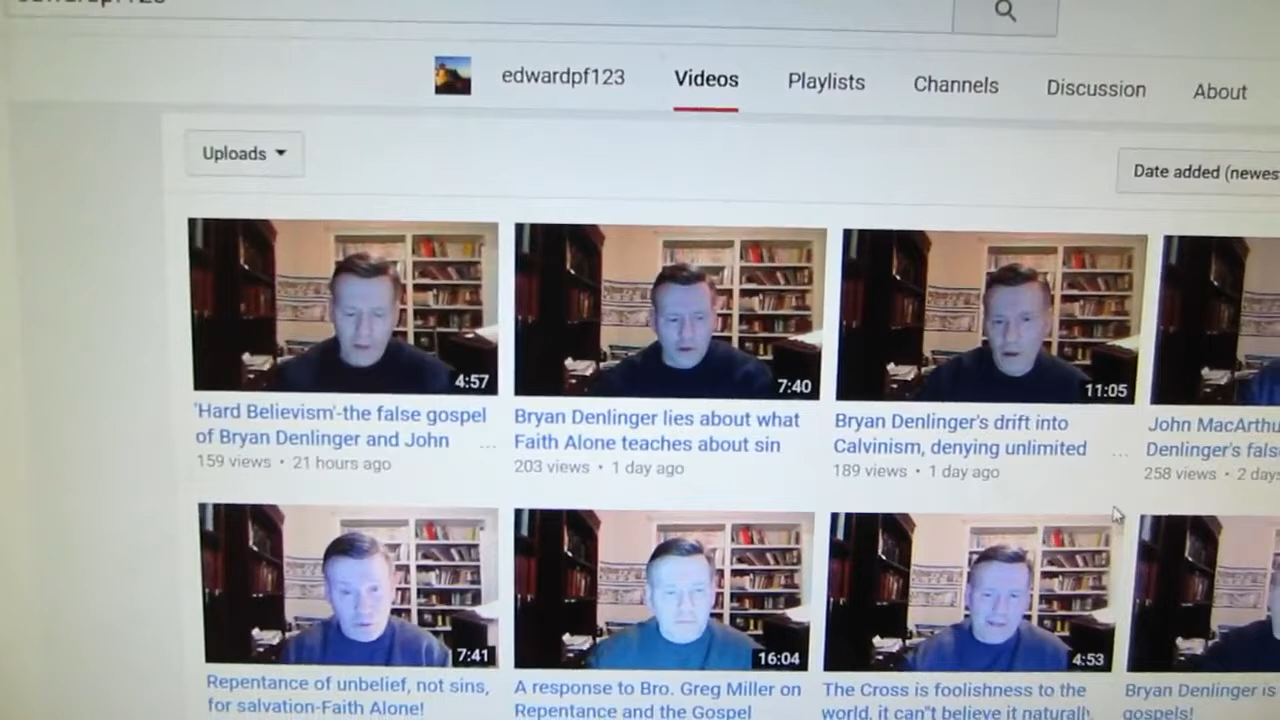 edwardpf123
edwardpf123 Videos Playlists Channels Discussion About
Uploads
Date added (newes
4:57
7:40
11:05
'Hard Believism'-the false gospel
of Bryan Denlinger and John ...
159 views • 21 hours ago
Bryan Denlinger lies about what
Faith Alone teaches about sin
203 views • 1 day ago
Bryan Denlinger's drift into
Calvinism, denying unlimited ...
189 views • 1 day ago
John MacArthu
Denlinger's fals
258 views • 2 days
7:41
16:04
4:53
Repentance of unbelief, not sins,
for salvation-Faith Alone!
A response to Bro. Greg Miller on
Repentance and the Gospel
The Cross is foolishness to the
world, it can"t believe it naturally
Bryan Denlinger is
gospels!